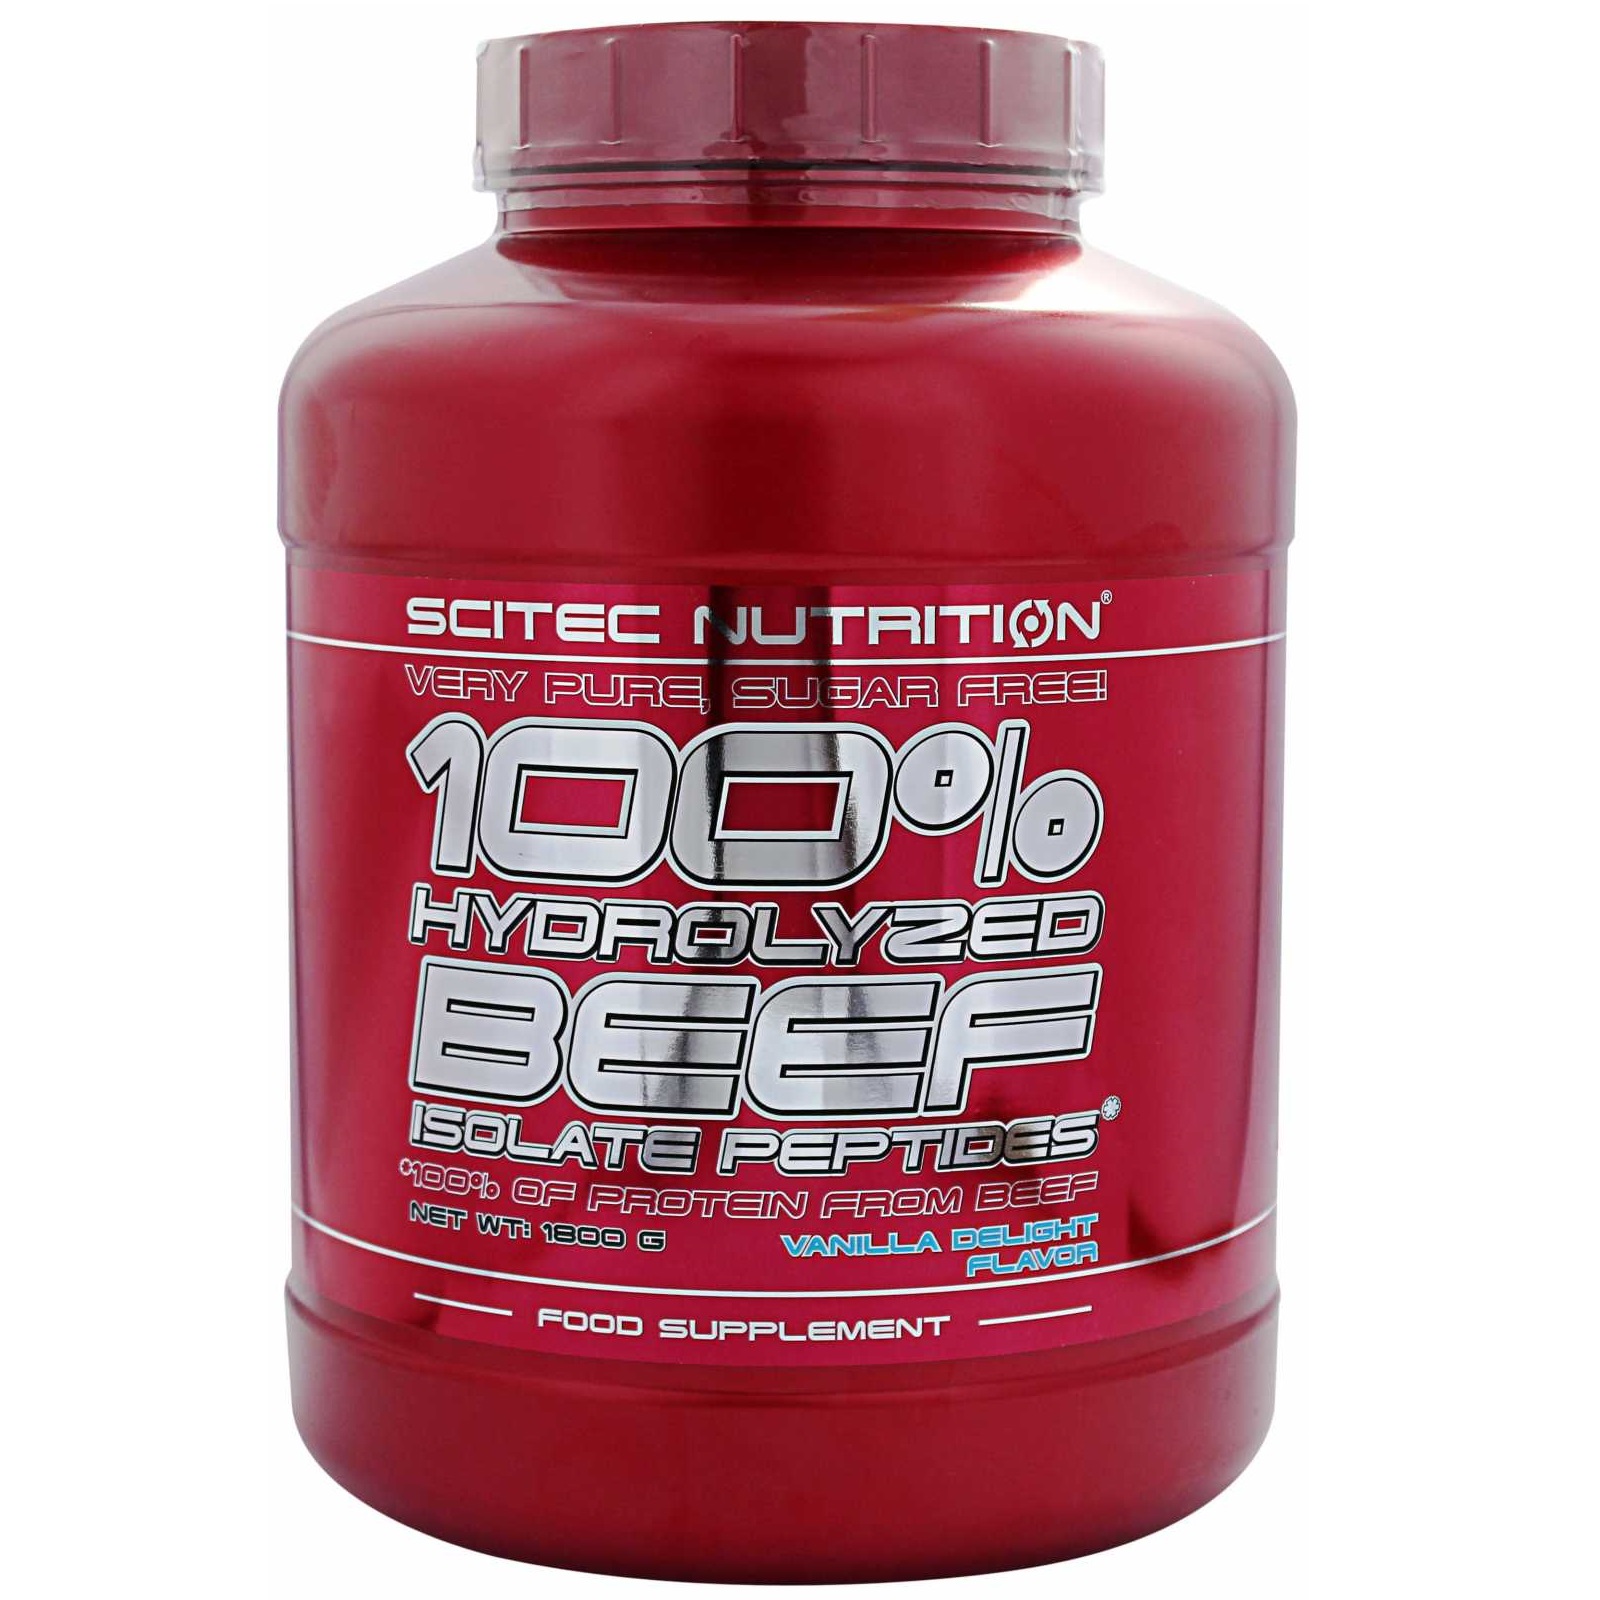 SCITEC NUTRITION®
VERY PURE, SUGAR FREE!
100%
HYDROLYZED
BEEF
ISOLATE PEPTIDES*
*100% OF PROTEIN FROM BEEF
NET WT: 1800 G
VANILLA DELIGHT
FLAVOR
FOOD SUPPLEMENT